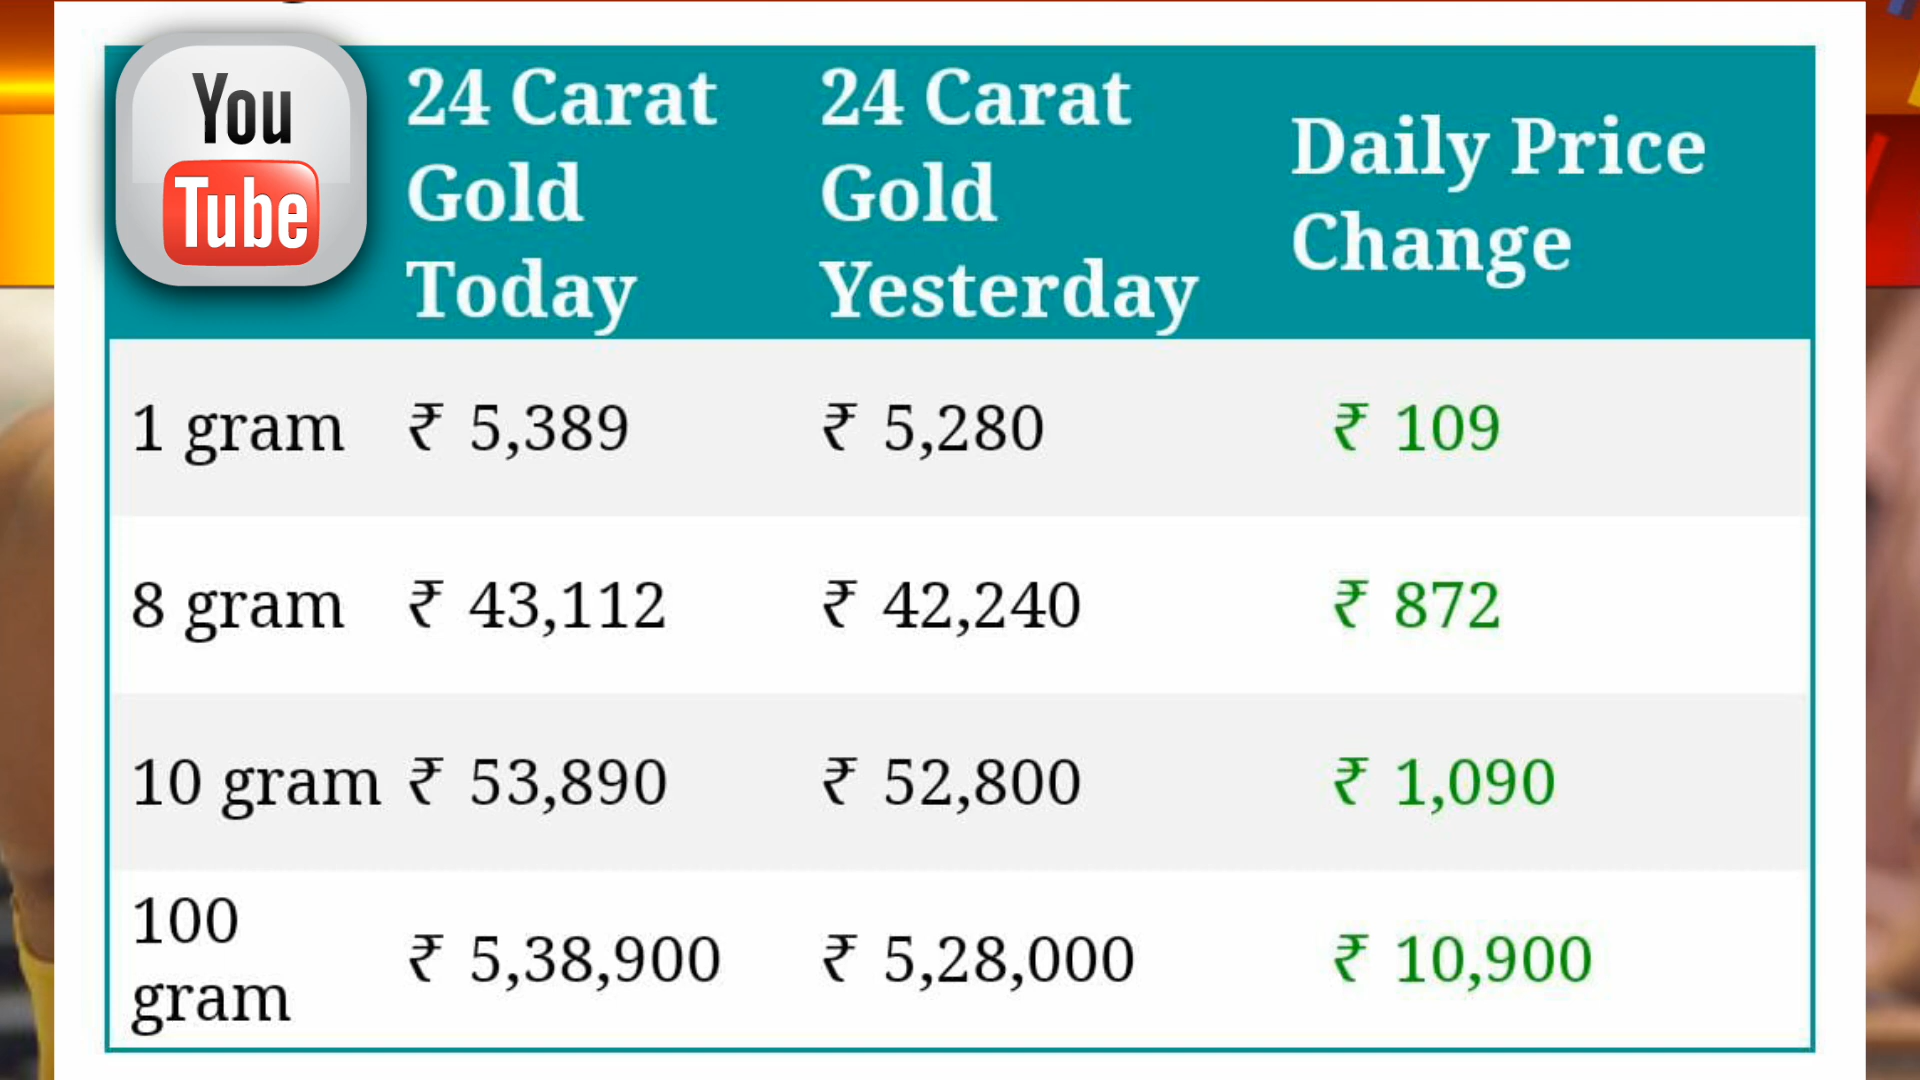 You
Tube
24 Carat
Gold
Today
24 Carat
Gold
Yesterday
Daily Price
Change
1 gram ₹ 5,389 ₹ 5,280 ₹ 109
8 gram ₹ 43,112 ₹ 42,240 ₹ 872
10 gram ₹ 53,890 ₹ 52,800 ₹ 1,090
100
gram ₹ 5,38,900 ₹ 5,28,000 ₹ 10,900